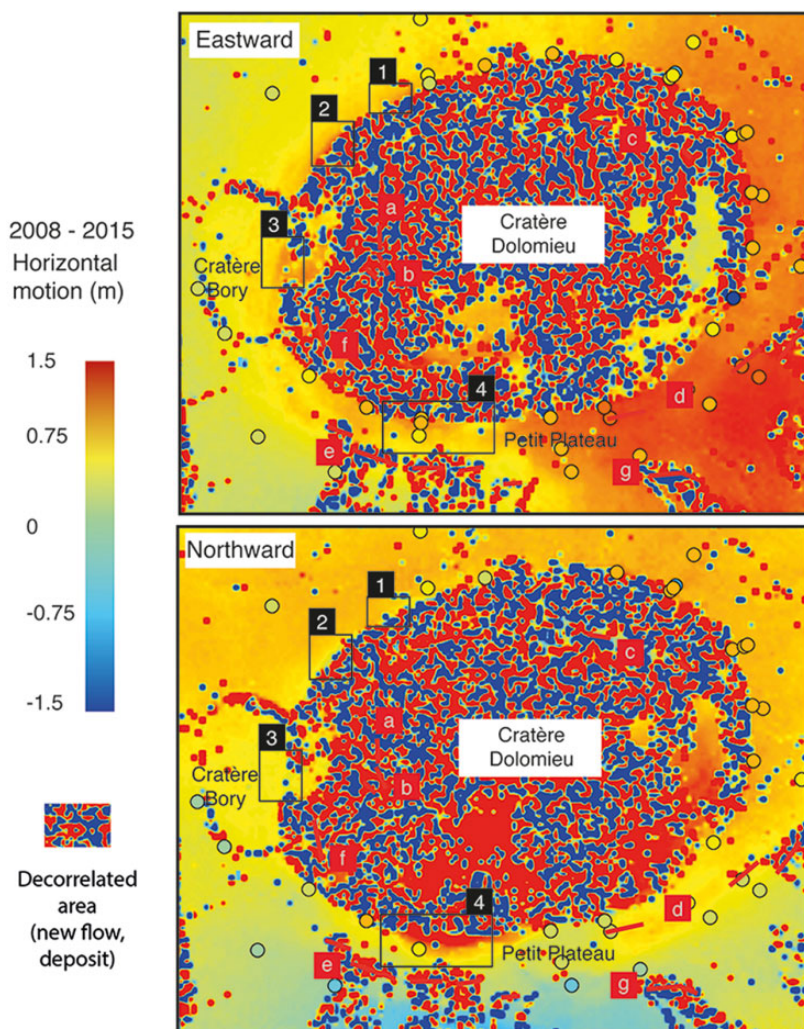 Eastward
1
2
c
a
2008 - 2015
Horizontal
motion (m)
3
Cratère
Dolomieu
Cratère
Bory
b
f
1.5
4
d
0.75
Petit Plateau
e
g
0
Northward
1
-0.75
2
c
-1.5
a
3
Cratère
Dolomieu
Cratère
Bory
b
f
Decorrelated
area
(new flow,
deposit)
4
d
Petit Plateau
e
g